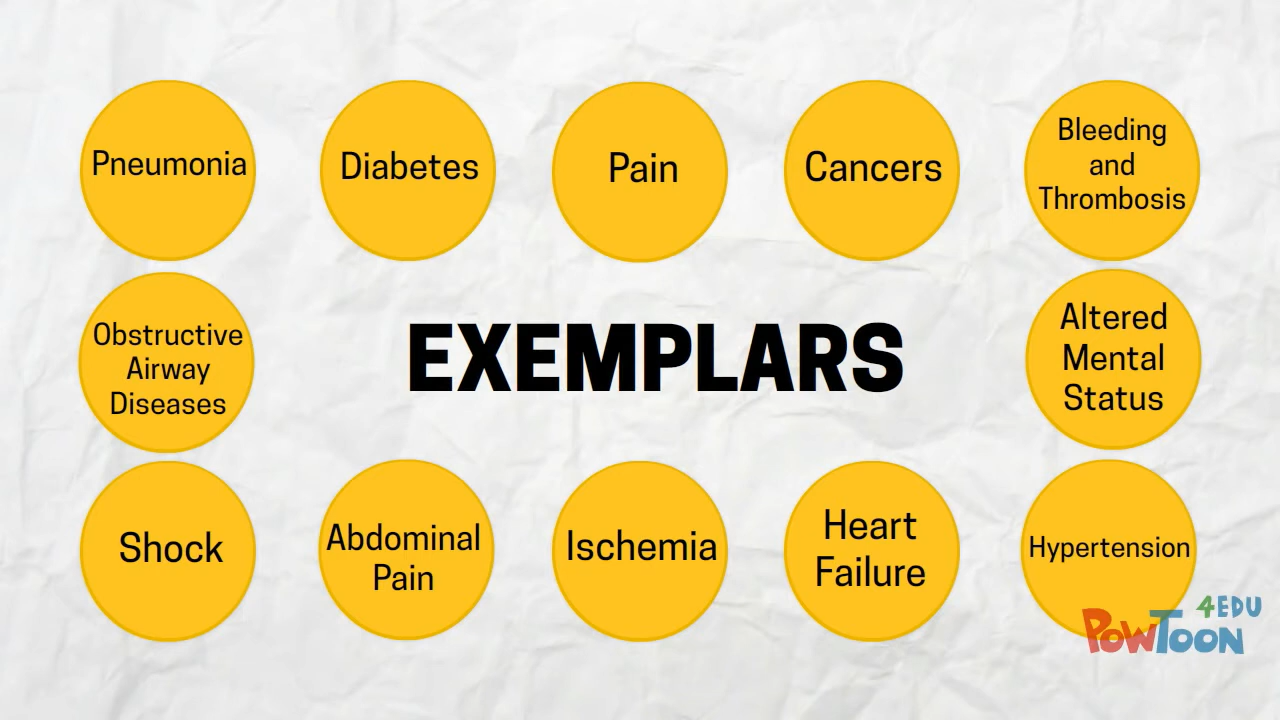 Pneumonia
Diabetes
Pain
Cancers
Bleeding
and
Thrombosis
Obstructive
Airway
Diseases
EXEMPLARS
Altered
Mental
Status
Shock
Abdominal
Pain
Ischemia
Heart
Failure
Hypertension
4EDU
POWTOON